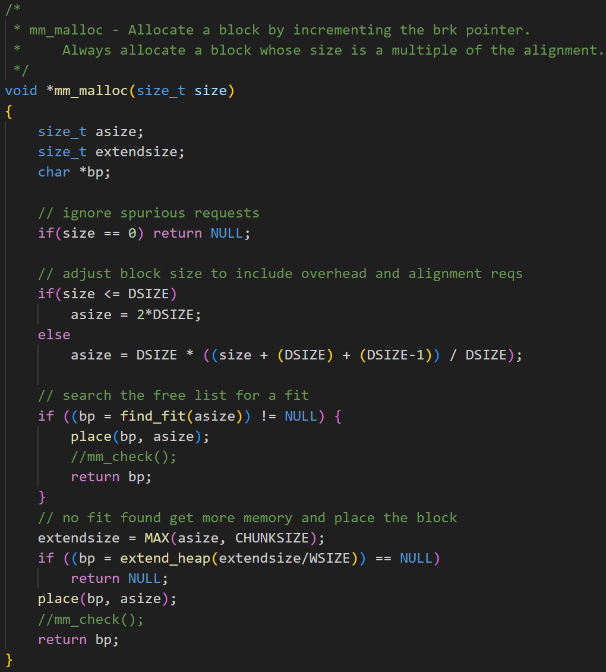 /*
 * mm_malloc - Allocate a block by incrementing the brk pointer.
 *     Always allocate a block whose size is a multiple of the alignment.
 */
void *mm_malloc(size_t size)
{
    size_t asize;
    size_t extendsize;
    char *bp;

    // ignore spurious requests
    if(size == 0) return NULL;

    // adjust block size to include overhead and alignment reqs
    if(size <= DSIZE)
        asize = 2*DSIZE;
    else
        asize = DSIZE * ((size + (DSIZE) + (DSIZE-1)) / DSIZE);

    // search the free list for a fit
    if ((bp = find_fit(asize)) != NULL) {
        place(bp, asize);
        //mm_check();
        return bp;
    }
    // no fit found get more memory and place the block
    extendsize = MAX(asize, CHUNKSIZE);
    if ((bp = extend_heap(extendsize/WSIZE)) == NULL)
        return NULL;
    place(bp, asize);
    //mm_check();
    return bp;
}